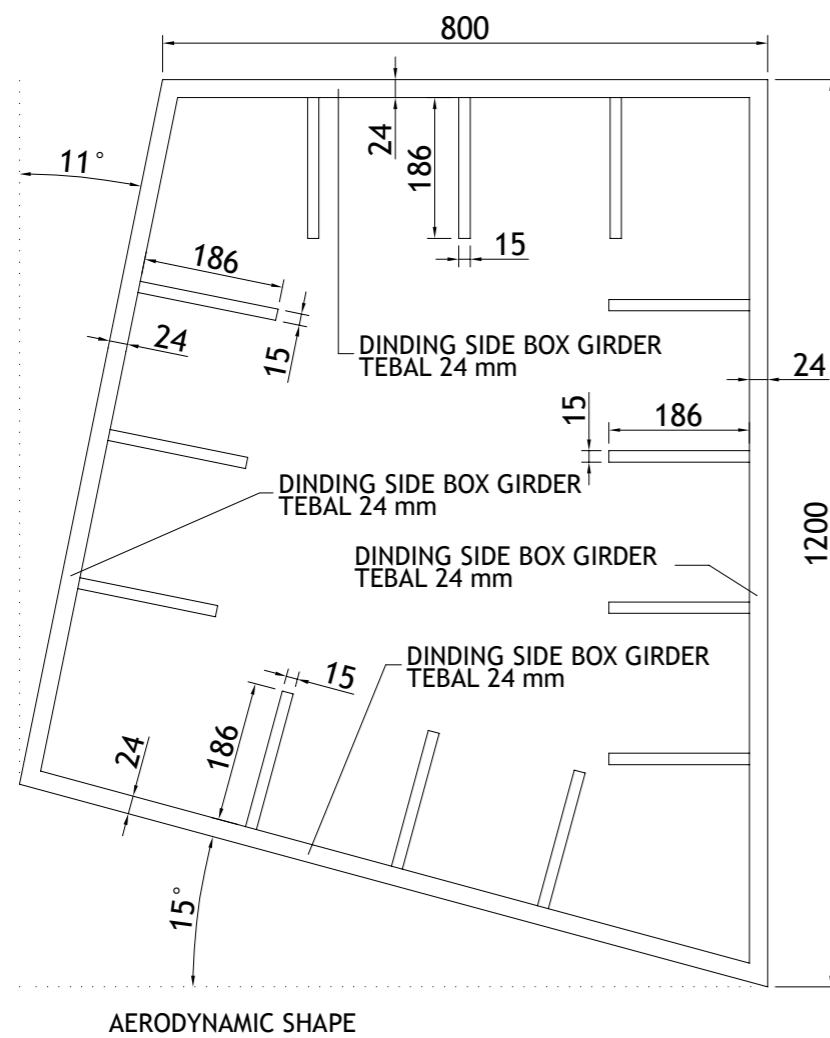 800
11°
24
186
15
186
24
15
DINDING SIDE BOX GIRDER
TEBAL 24 mm
24
15
186
DINDING SIDE BOX GIRDER
TEBAL 24 mm
1200
DINDING SIDE BOX GIRDER
TEBAL 24 mm
DINDING SIDE BOX GIRDER
TEBAL 24 mm
15
186
24
15°
AERODYNAMIC SHAPE